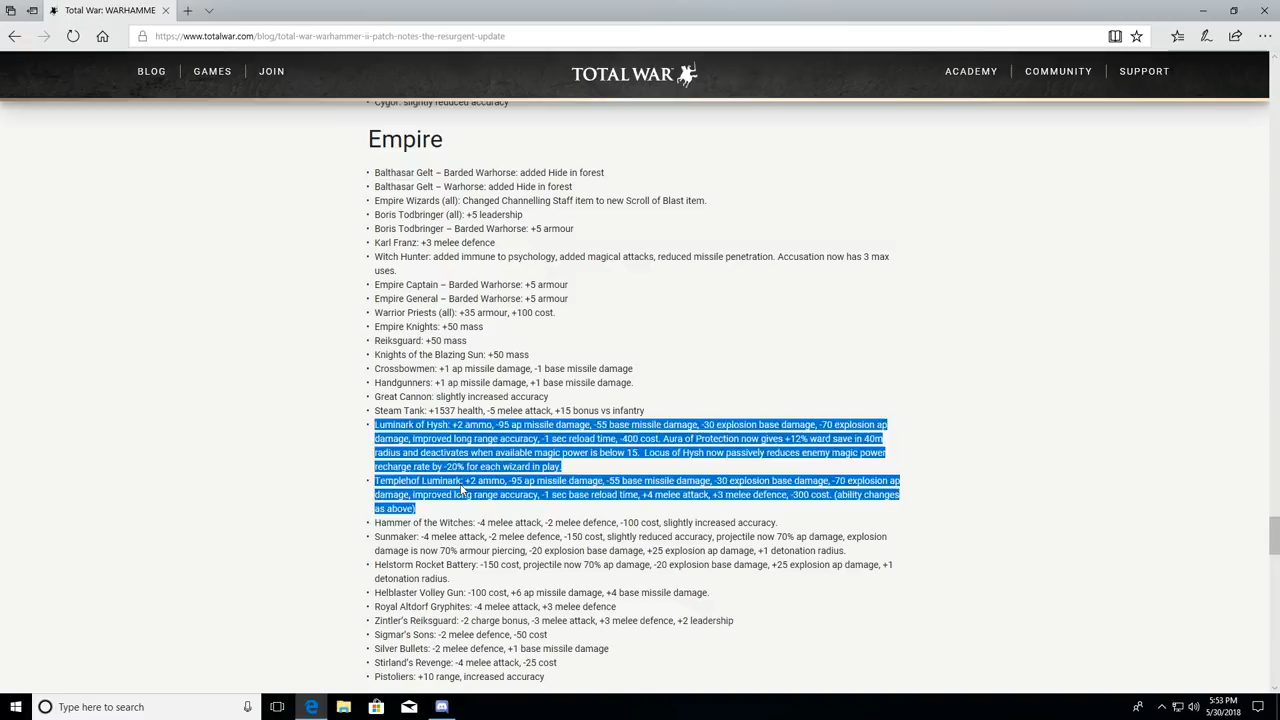 Total War: WARHAMME
https://www.totalwar.com/blog/total-war-warhammer-ii-patch-notes-the-resurgent-update
BLOG GAMES JOIN TOTAL WAR ACADEMY COMMUNITY SUPPORT
Cygor: slightly reduced accuracy
Empire
• Balthasar Gelt – Barded Warhorse: added Hide in forest
• Balthasar Gelt – Warhorse: added Hide in forest
• Empire Wizards (all): Changed Channelling Staff item to new Scroll of Blast item.
• Boris Todbringer (all): +5 leadership
• Boris Todbringer – Barded Warhorse: +5 armour
• Karl Franz: +3 melee defence
• Witch Hunter: added immune to psychology, added magical attacks, reduced missile penetration. Accusation now has 3 max
uses.
• Empire Captain – Barded Warhorse: +5 armour
• Empire General – Barded Warhorse: +5 armour
• Warrior Priests (all): +35 armour, +100 cost.
• Empire Knights: +50 mass
• Reiksguard: +50 mass
• Knights of the Blazing Sun: +50 mass
• Crossbowmen: +1 ap missile damage, -1 base missile damage
• Handgunners: +1 ap missile damage, +1 base missile damage.
• Great Cannon: slightly increased accuracy
• Steam Tank: +1537 health, -5 melee attack, +15 bonus vs infantry
• Luminark of Hysh: +2 ammo, -95 ap missile damage, -55 base missile damage, -30 explosion base damage, -70 explosion ap
damage, improved long range accuracy, -1 sec reload time, -400 cost. Aura of Protection now gives +12% ward save in 40m
radius and deactivates when available magic power is below 15. Locus of Hysh now passively reduces enemy magic power
recharge rate by -20% for each wizard in play.
• Templehof Luminark: +2 ammo, -95 ap missile damage, -55 base missile damage, -30 explosion base damage, -70 explosion ap
damage, improved long range accuracy, -1 sec base reload time, +4 melee attack, +3 melee defence, -300 cost. (ability changes
as above)
• Hammer of the Witches: -4 melee attack, -2 melee defence, -100 cost, slightly increased accuracy.
• Sunmaker: -4 melee attack, -2 melee defence, -150 cost, slightly reduced accuracy, projectile now 70% ap damage, explosion
damage is now 70% armour piercing, -20 explosion base damage, +25 explosion ap damage, +1 detonation radius.
• Helstorm Rocket Battery: -150 cost, projectile now 70% ap damage, -20 explosion base damage, +25 explosion ap damage, +1
detonation radius.
• Helblaster Volley Gun: -100 cost, +6 ap missile damage, +4 base missile damage.
• Royal Altdorf Gryphites: -4 melee attack, +3 melee defence
• Zintler's Reiksguard: -2 charge bonus, -3 melee attack, +3 melee defence, +2 leadership
• Sigmar's Sons: -2 melee defence, -50 cost
• Silver Bullets: -2 melee defence, +1 base missile damage
• Stirland's Revenge: -4 melee attack, -25 cost
• Pistoliers: +10 range, increased accuracy
Type here to search
5:53 PM
5/30/2018